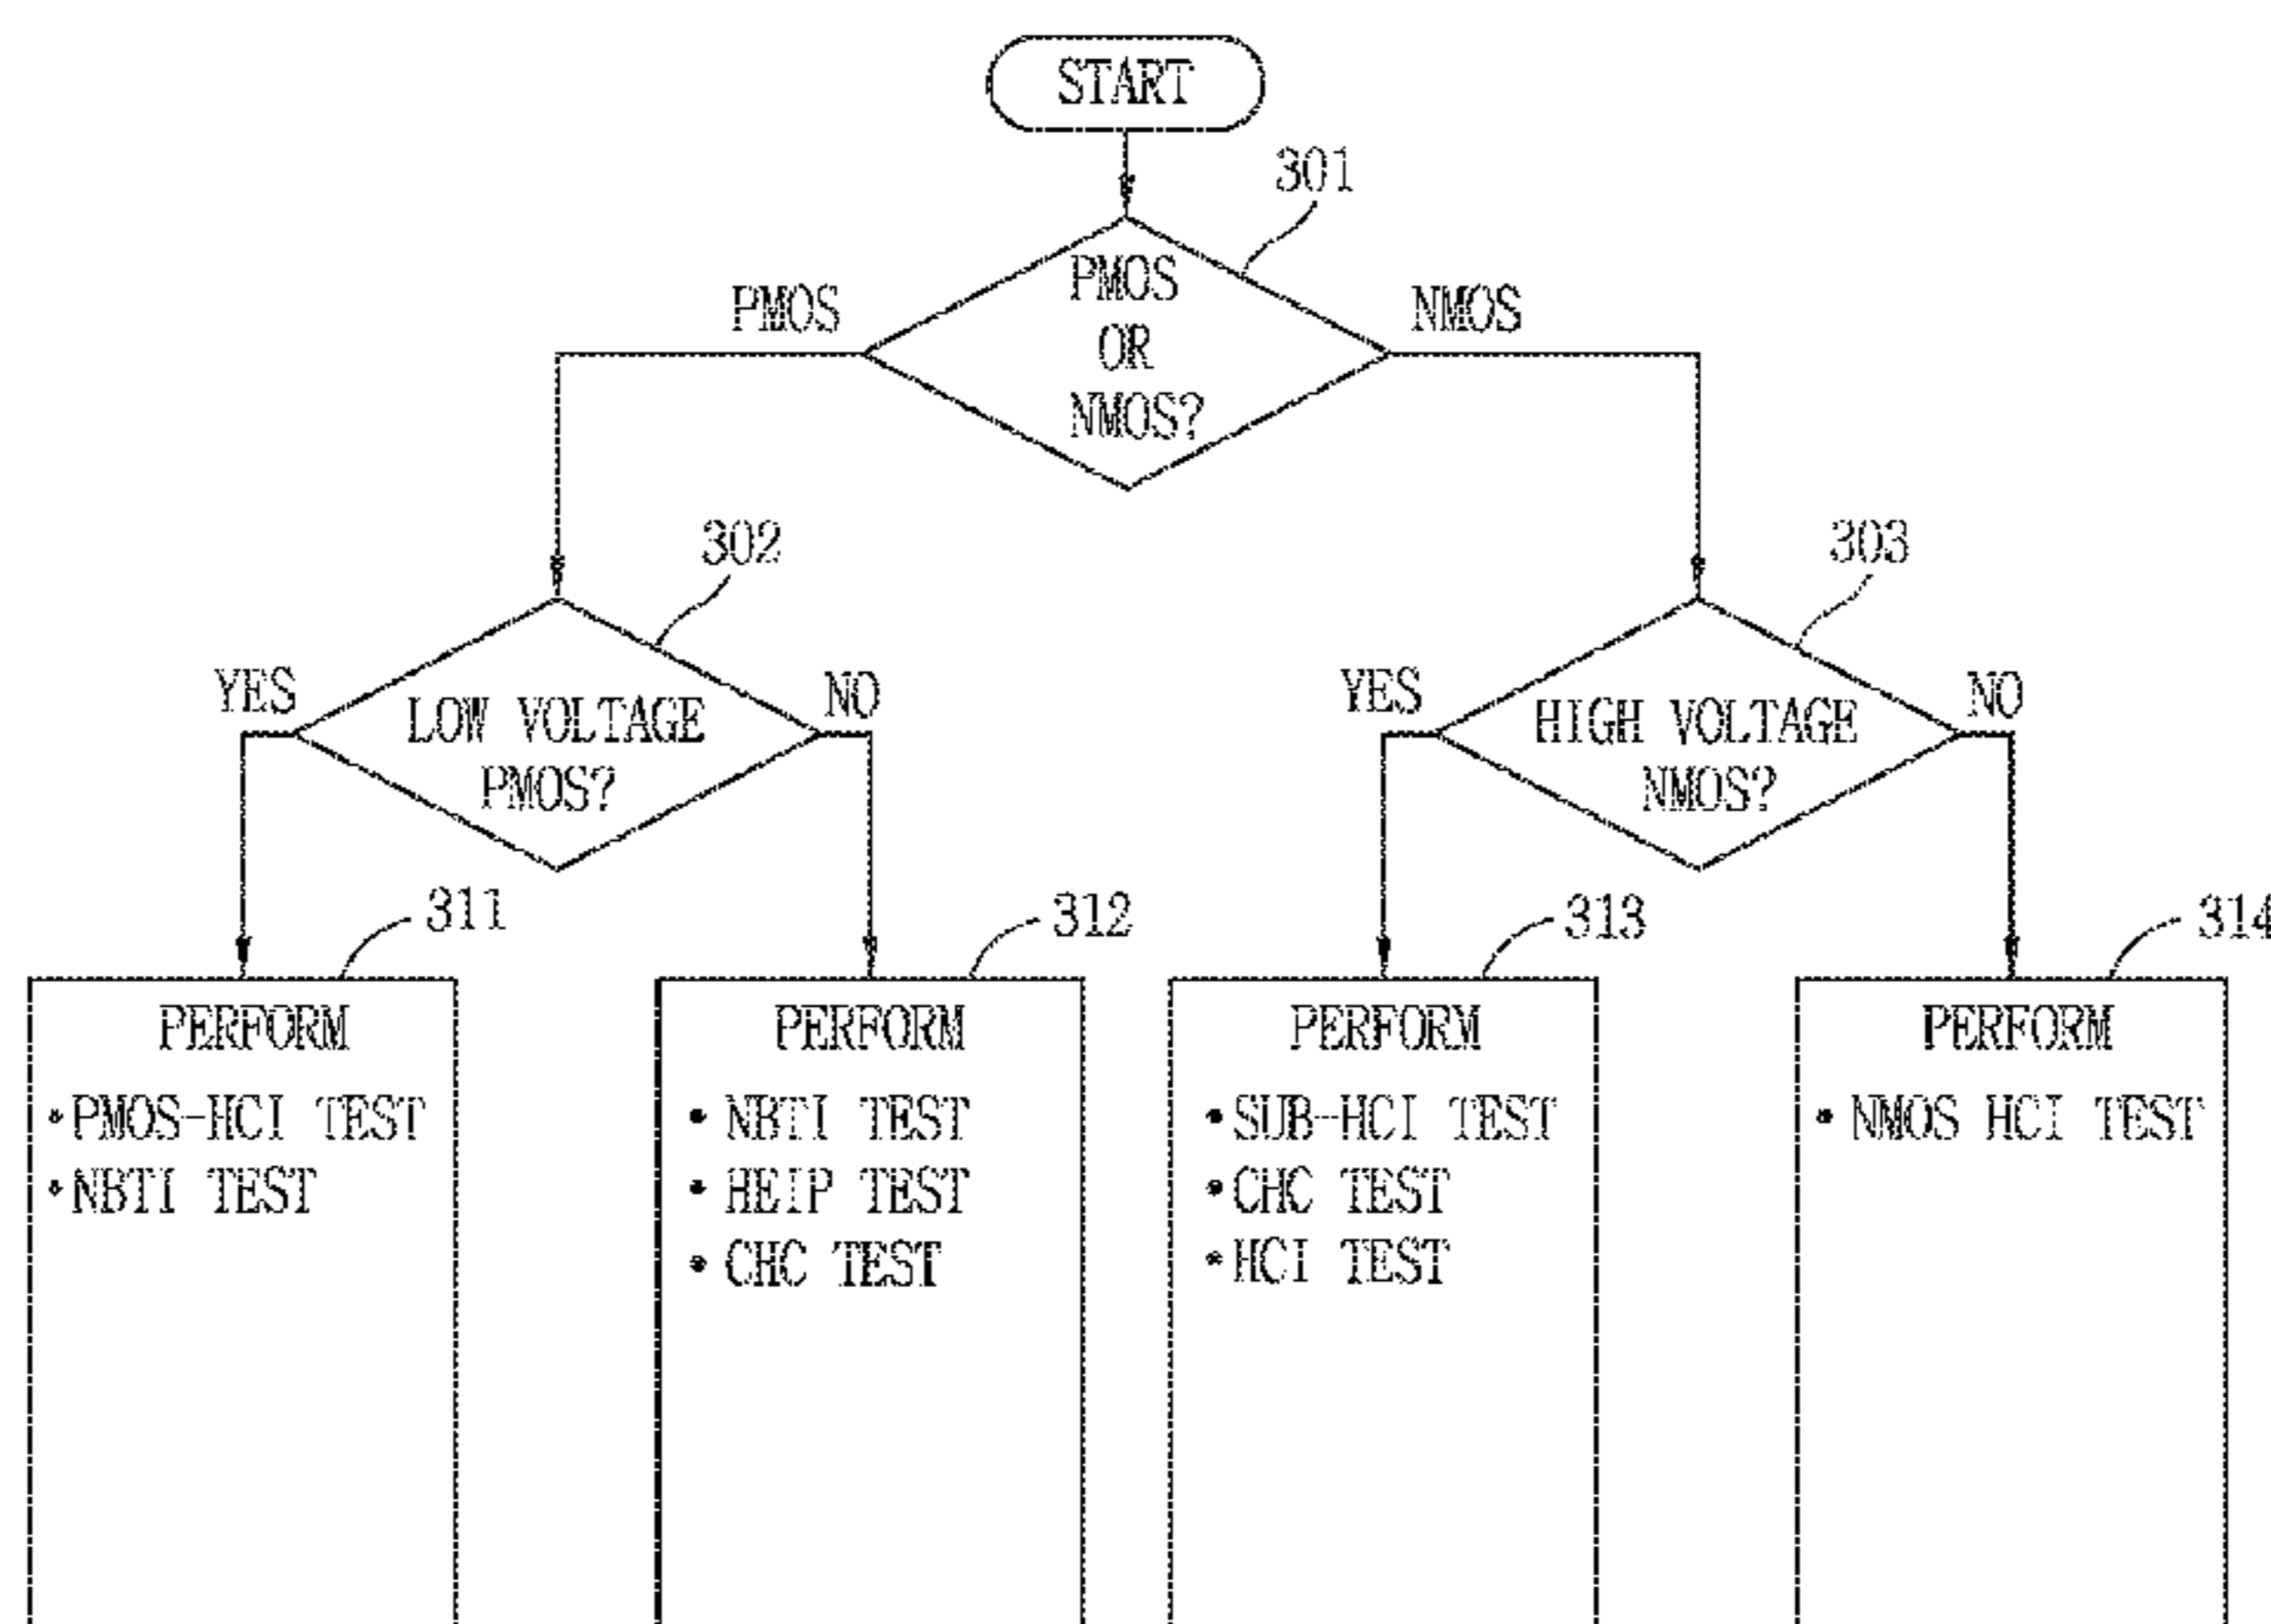 START
301
PMOS
OR
NMOS?
PMOS
NMOS
302
303
YES
LOW VOLTAGE
PMOS?
NO
YES
HIGH VOLTAGE
NMOS?
NO
311
312
313
314
PERFORM
•PMOS-HCI TEST
•NBTI TEST
PERFORM
• NBTI TEST
• HEIP TEST
• CHC TEST
PERFORM
•SUB-HCI TEST
•CHC TEST
•HCI TEST
PERFORM
• NMOS HCI TEST